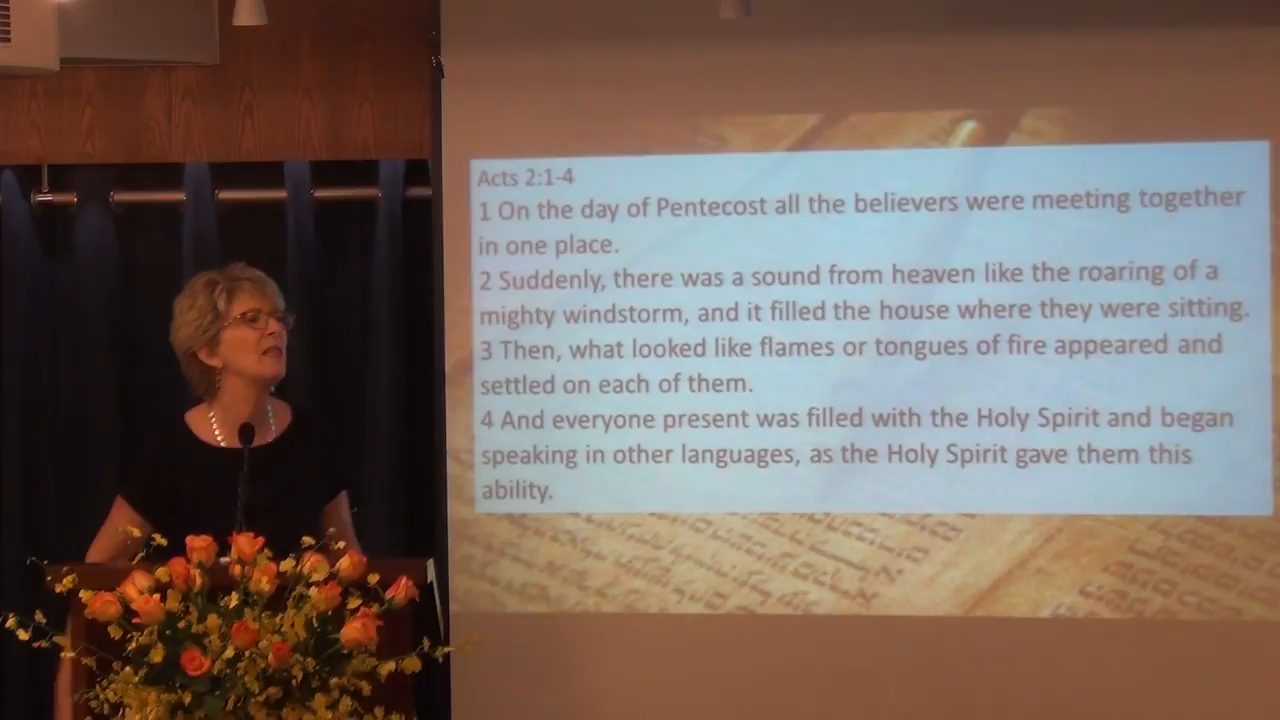 Acts 2:1-4
1 On the day of Pentecost all the believers were meeting together
in one place.
2 Suddenly, there was a sound from heaven like the roaring of a
mighty windstorm, and it filled the house where they were sitting.
3 Then, what looked like flames or tongues of fire appeared and
settled on each of them.
4 And everyone present was filled with the Holy Spirit and began
speaking in other languages, as the Holy Spirit gave them this
ability.